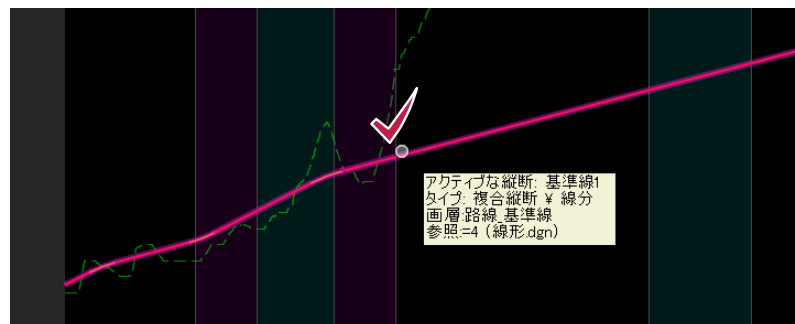 アクティブな縦断: 基準線1
タイプ: 複合縦断 ¥ 線分
画層:路線_基準線
参照:=4 (線形.dgn)